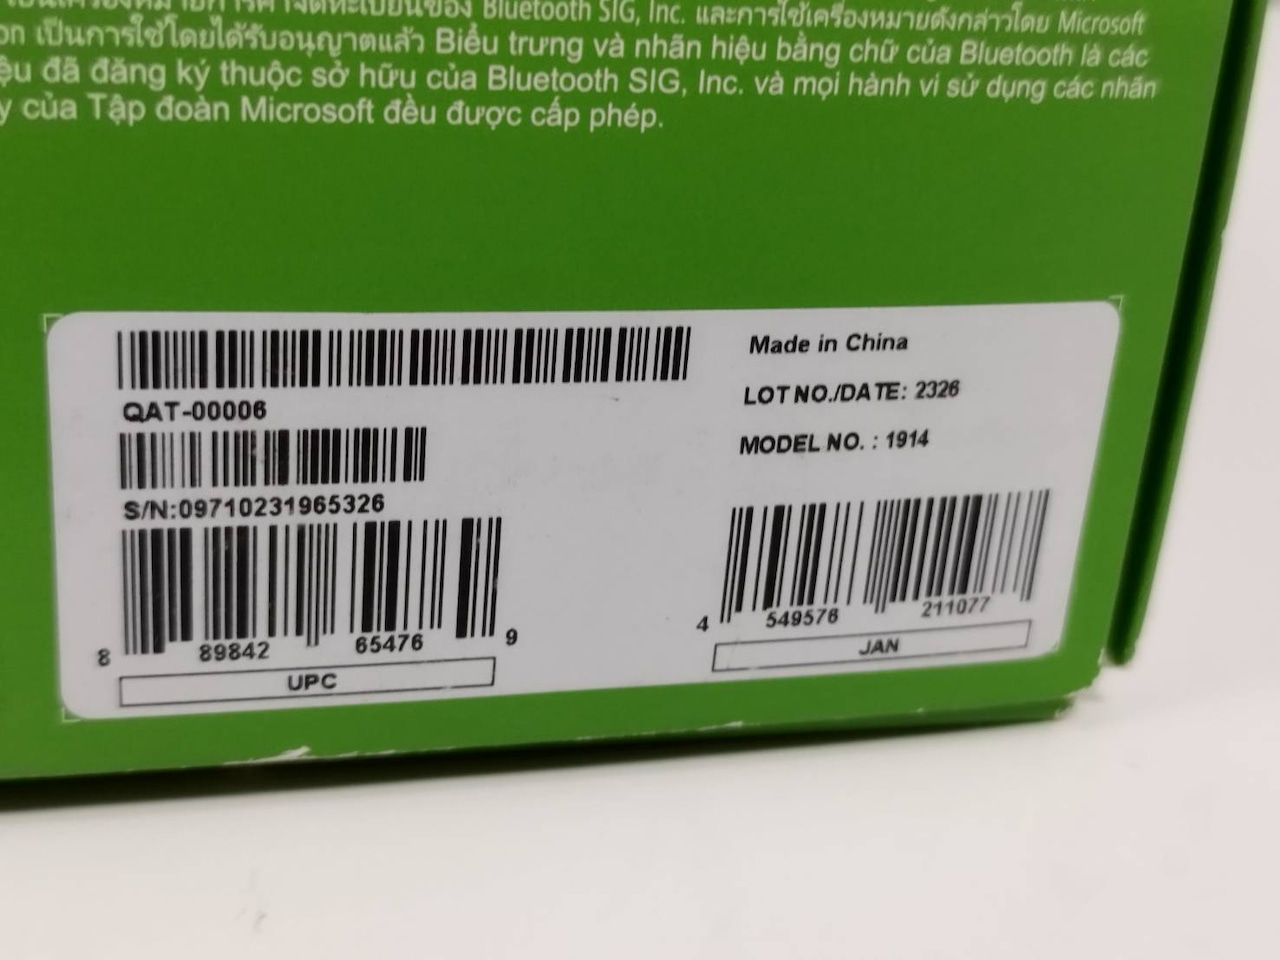 Bluetooth SIG, Inc. และการใช้เครื่องหมายดังกล่าวโดย Microsoft
on เป็นการใช้โดยได้รับอนุญาตแล้ว Biểu trưng và nhãn hiệu bằng chữ của Bluetooth là các
ệu đã đăng ký thuộc sở hữu của Bluetooth SIG, Inc. và mọi hành vi sử dụng các nhãn
y của Tập đoàn Microsoft đều được cấp phép.
Made in China
QAT-00006
LOT NO./DATE: 2326
MODEL NO. : 1914
S/N:09710231965326
8 89842 65476 9
UPC
4 549576 211077
JAN